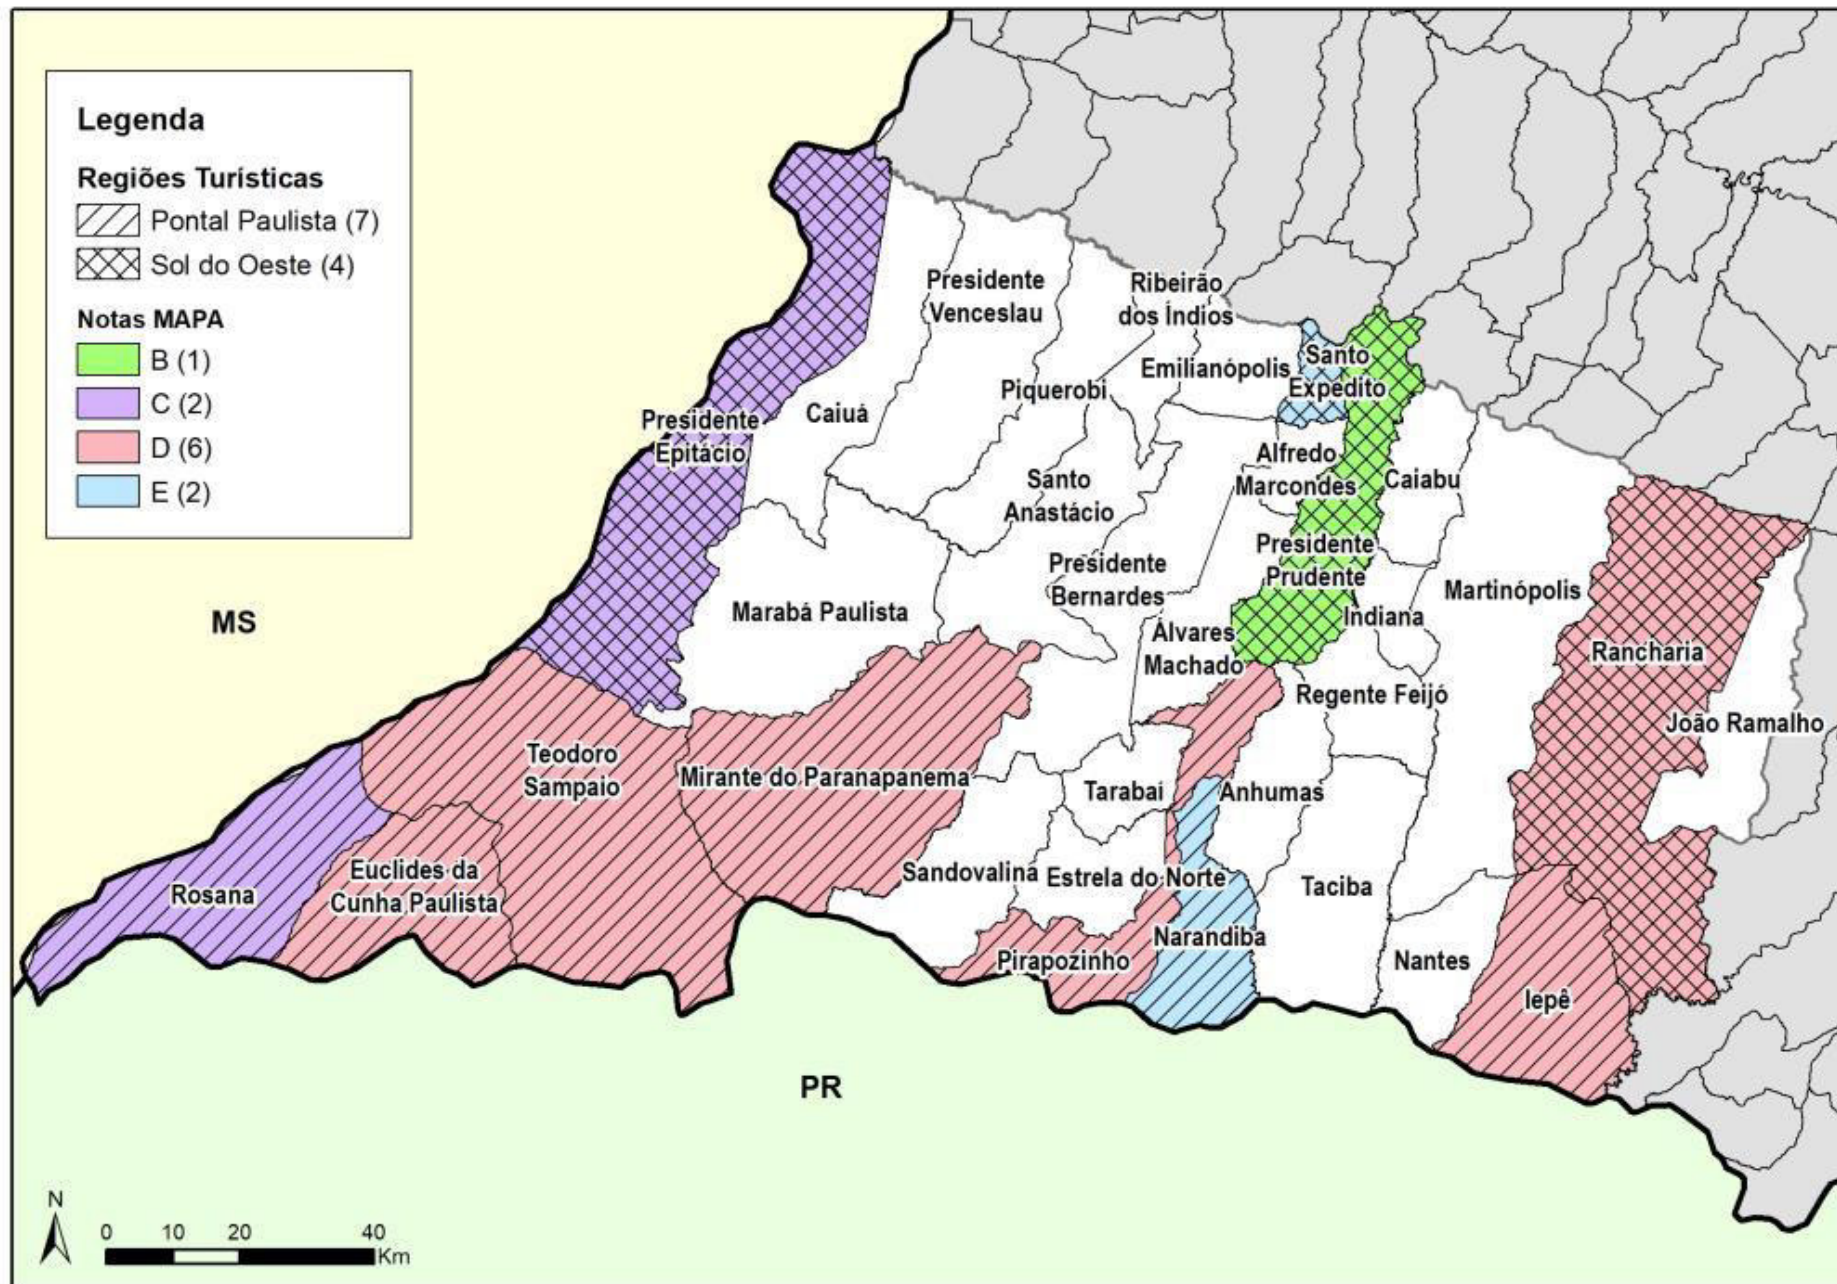 Legenda
Regiões Turísticas
Pontal Paulista (7)
Sol do Oeste (4)
Notas MAPA
B (1)
C (2)
D (6)
E (2)
Presidente
Venceslau
Ribeirão
dos Índios
Emilianópolis
Santo
Expedito
Piquerobi
Caiuá
Presidente
Epitácio
Alfredo
Marcondes
Caiabu
Santo
Anastácio
Presidente
Prudente
Presidente
Bernardes
Martinópolis
Marabá Paulista
Indiana
MS
Álvares
Machado
Rancharia
Regente Feijó
João Ramalho
Teodoro
Sampaio
Mirante do Paranapanema
Tarabai
Anhumas
Euclides da
Cunha Paulista
Rosana
Sandovalina
Estrela do Norte
Taciba
Narandiba
Pirapozinho
Nantes
Iepê
PR
N
0 10 20 40
Km